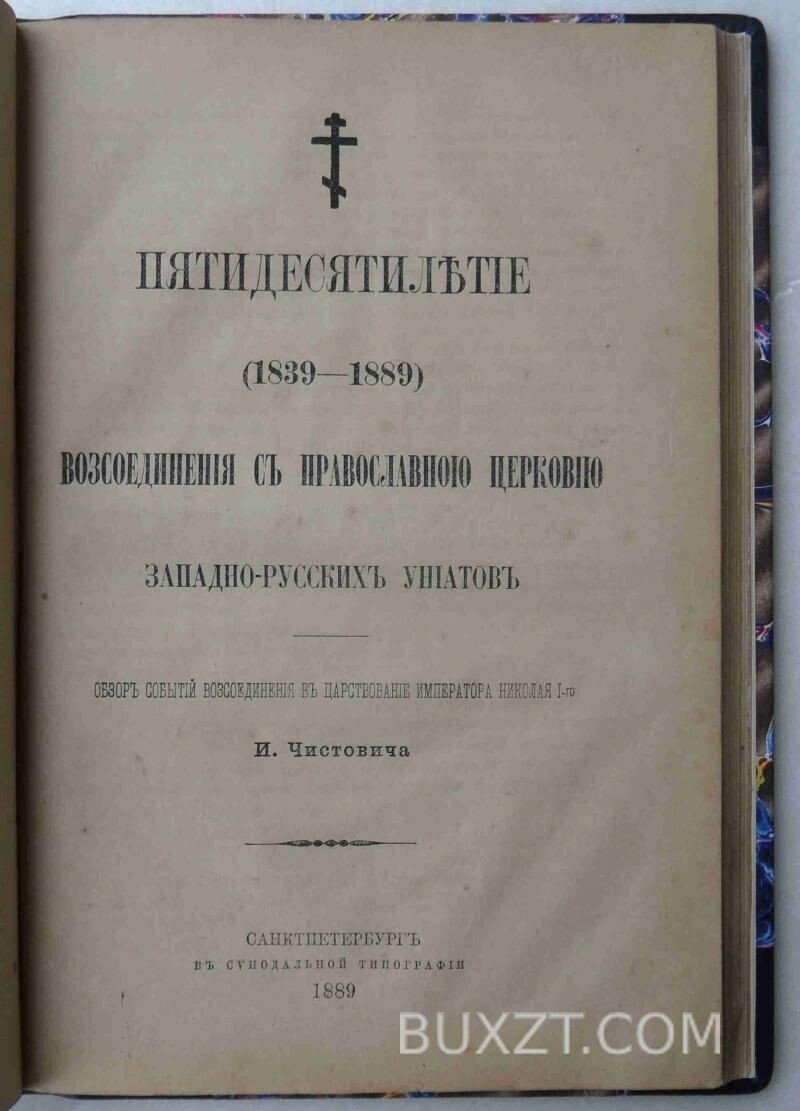 ПЯТИДЕСЯТИЛѢТІЕ
(1839—1889)
ВОЗСОЕДИНЕНІЯ СЪ ПРАВОСЛАВНОЮ ЦЕРКОВІЮ
ЗАПАДНО-РУССКИХЪ УНІАТОВЪ
ОБЗОРЪ СОБЫТІЙ ВОЗСОЕДИНЕНІЯ ВЪ ЦАРСТВОВАНІЕ ИМПЕРАТОРА НИКОЛАЯ I-го
И. Чистовича
САНКТПЕТЕРБУРГЪ
ВЪ СѴНОДАЛЬНОЙ ТИПОГРАФІИ
1889
BUXZT.COM